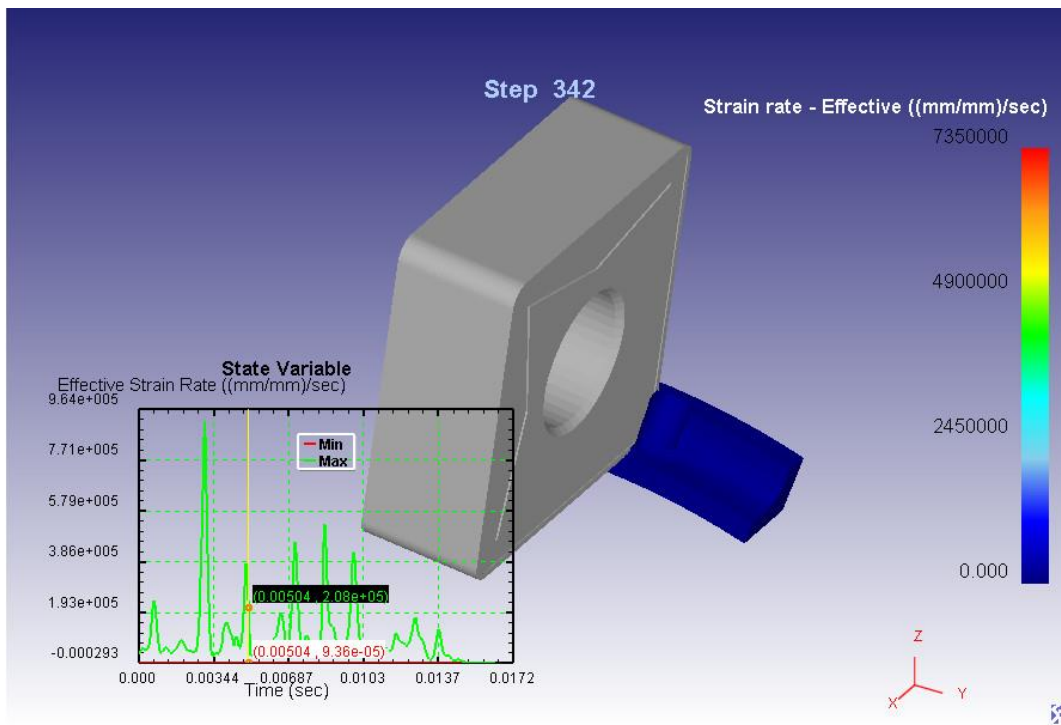 Step 342
Strain rate - Effective ((mm/mm)/sec)
7350000
4900000
2450000
0.000
State Variable
Effective Strain Rate ((mm/mm)/sec)
9.64e+005
7.71e+005
5.79e+005
3.86e+005
1.93e+005
-0.000293
Min
Max
(0.00504 , 2.08e+05)
(0.00504 , 9.36e-05)
0.000 0.00344 0.00687 0.0103 0.0137 0.0172
Time (sec)
Z
X
Y